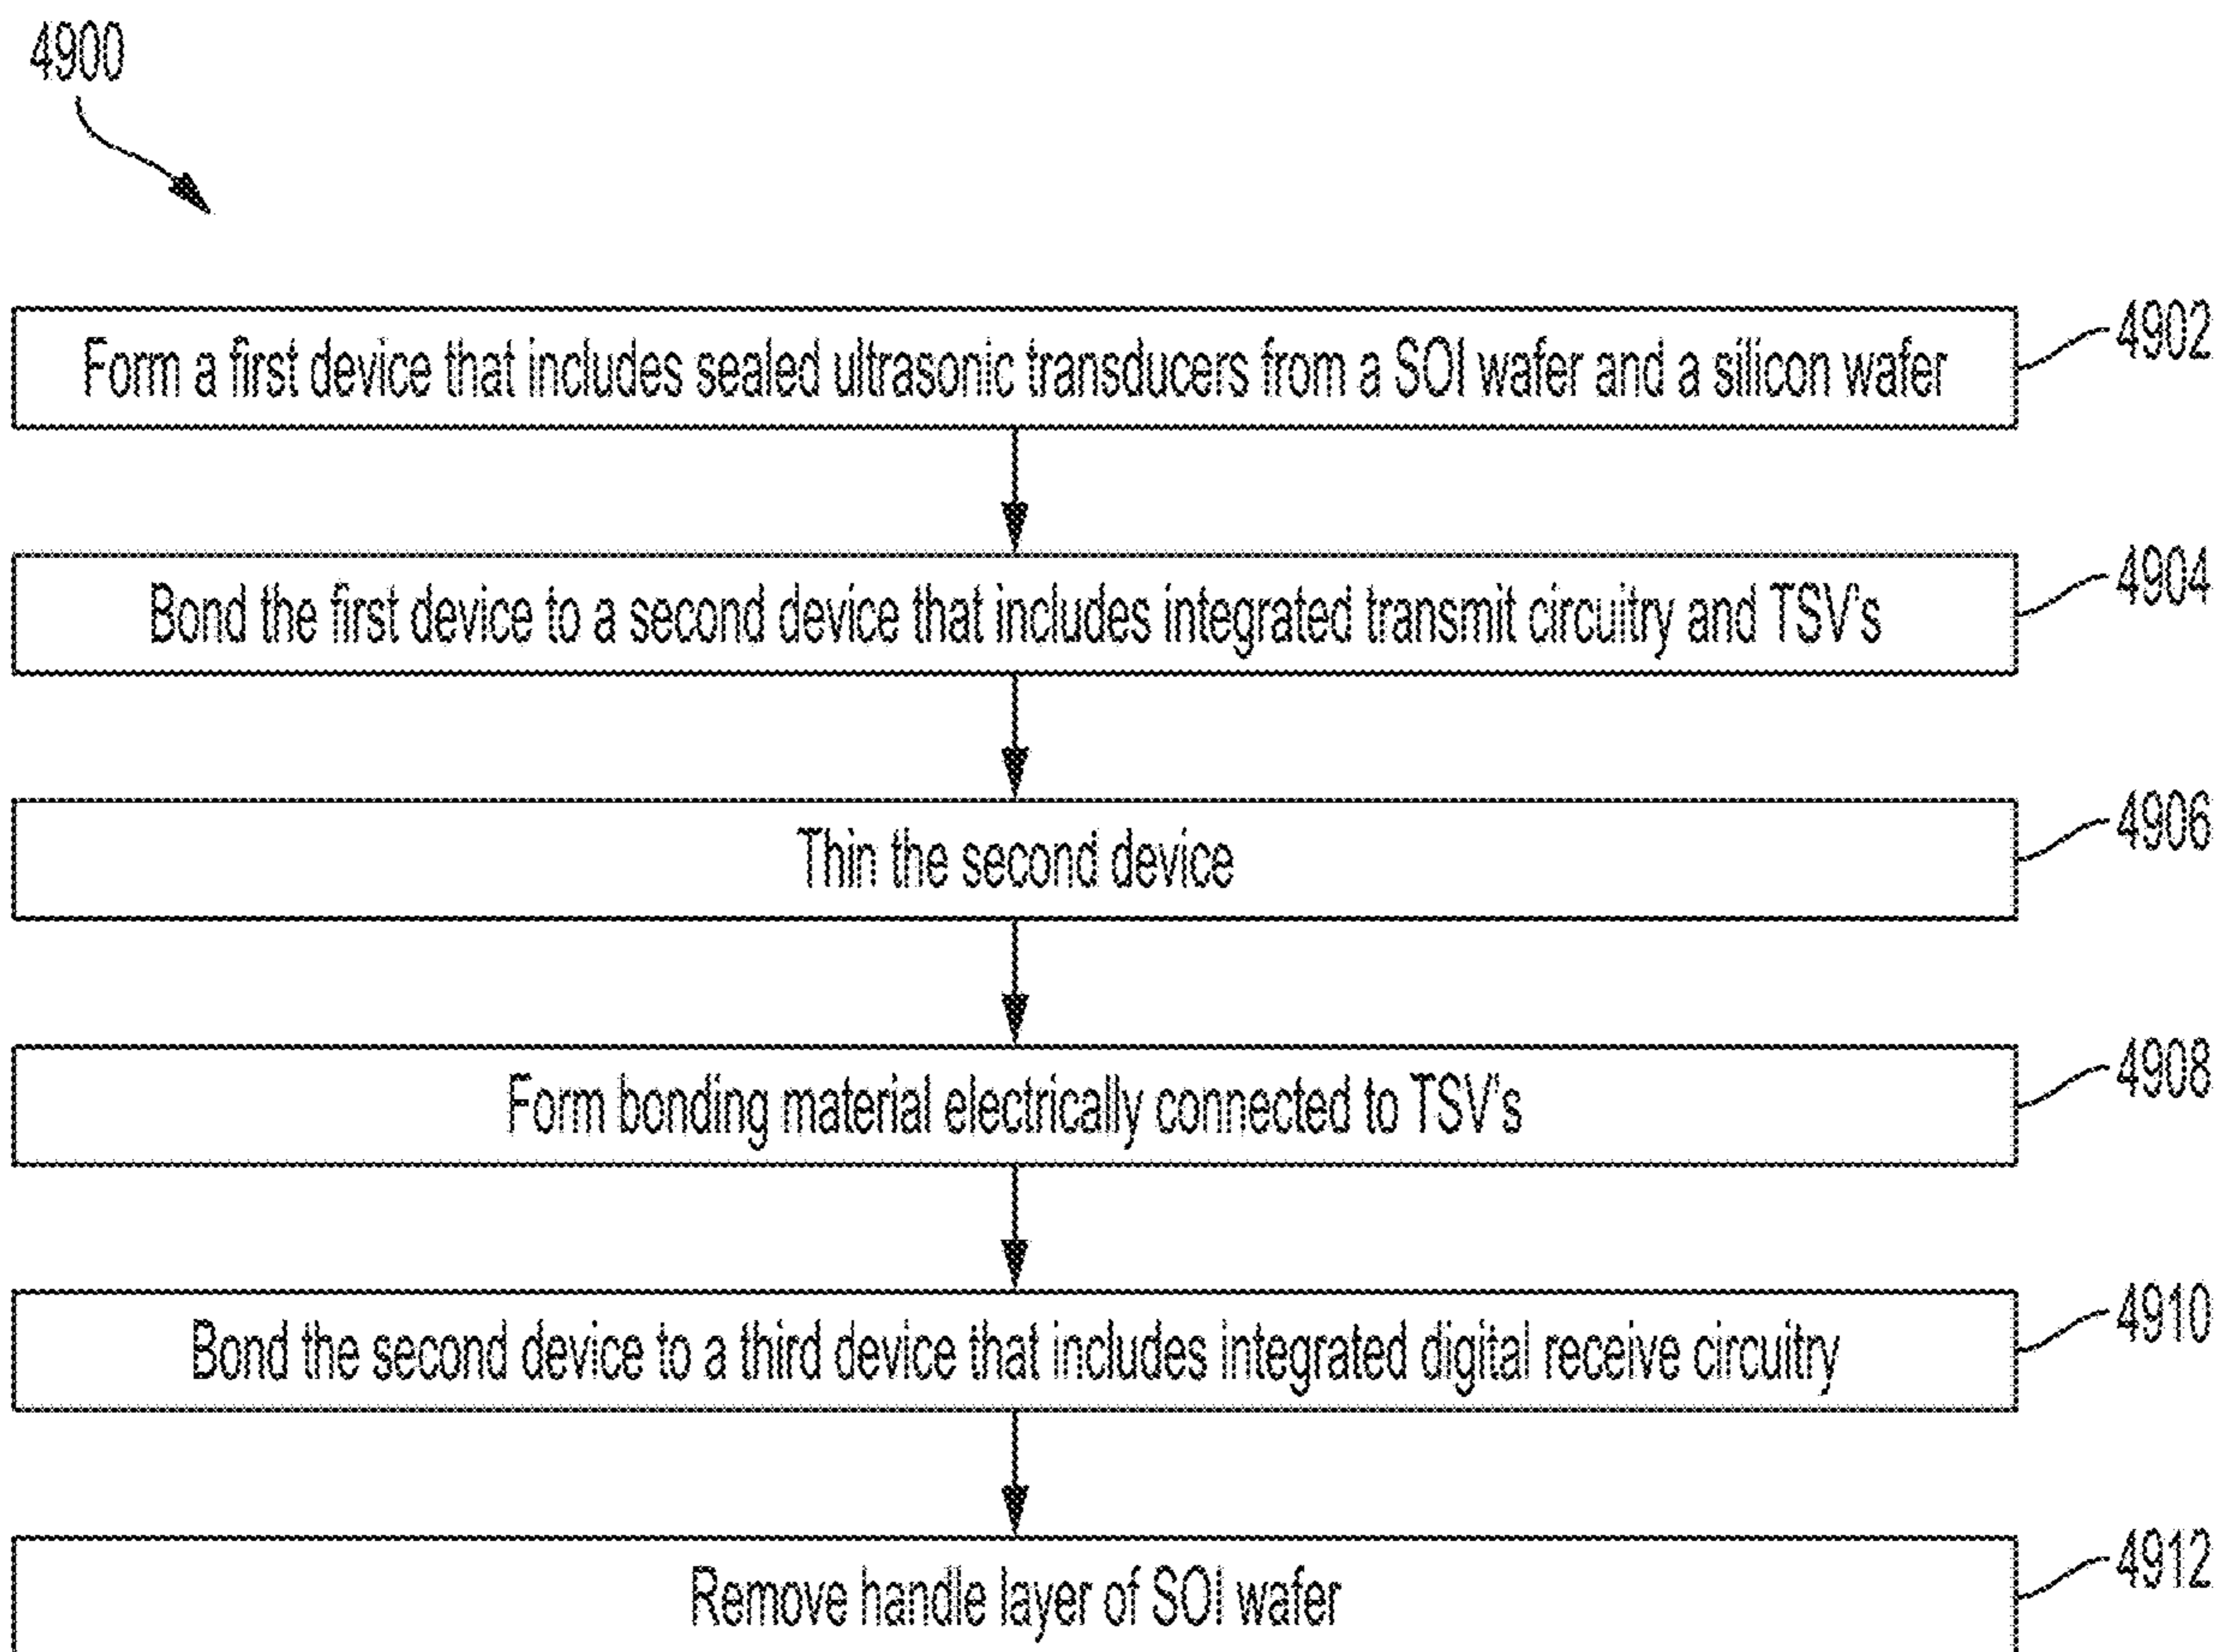 4900
Form a first device that includes sealed ultrasonic transducers from a SOI wafer and a silicon wafer
4902
Bond the first device to a second device that includes integrated transmit circuitry and TSV's
4904
Thin the second device
4906
Form bonding material electrically connected to TSV's
4908
Bond the second device to a third device that includes integrated digital receive circuitry
4910
Remove handle layer of SOI wafer
4912